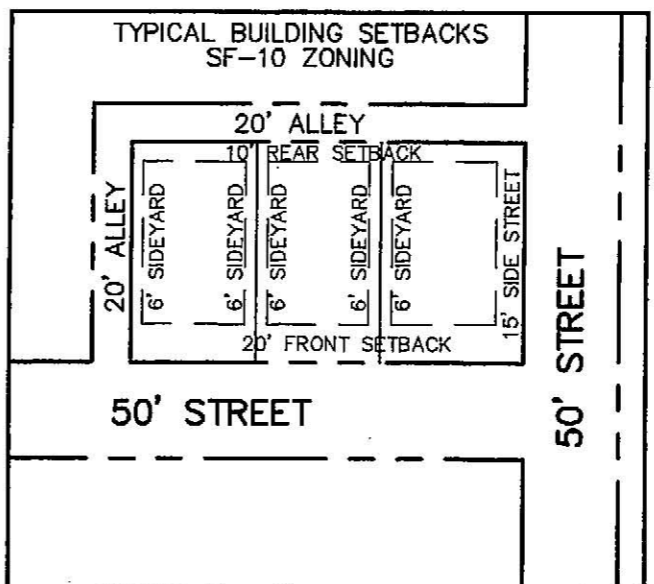 TYPICAL BUILDING SETBACKS
SF-10 ZONING
20' ALLEY
10' REAR SETBACK
20' ALLEY
6' SIDEYARD
6' SIDEYARD
6' SIDEYARD
6' SIDEYARD
6' SIDEYARD
15' SIDE STREET
20' FRONT SETBACK
50' STREET
50' STREET